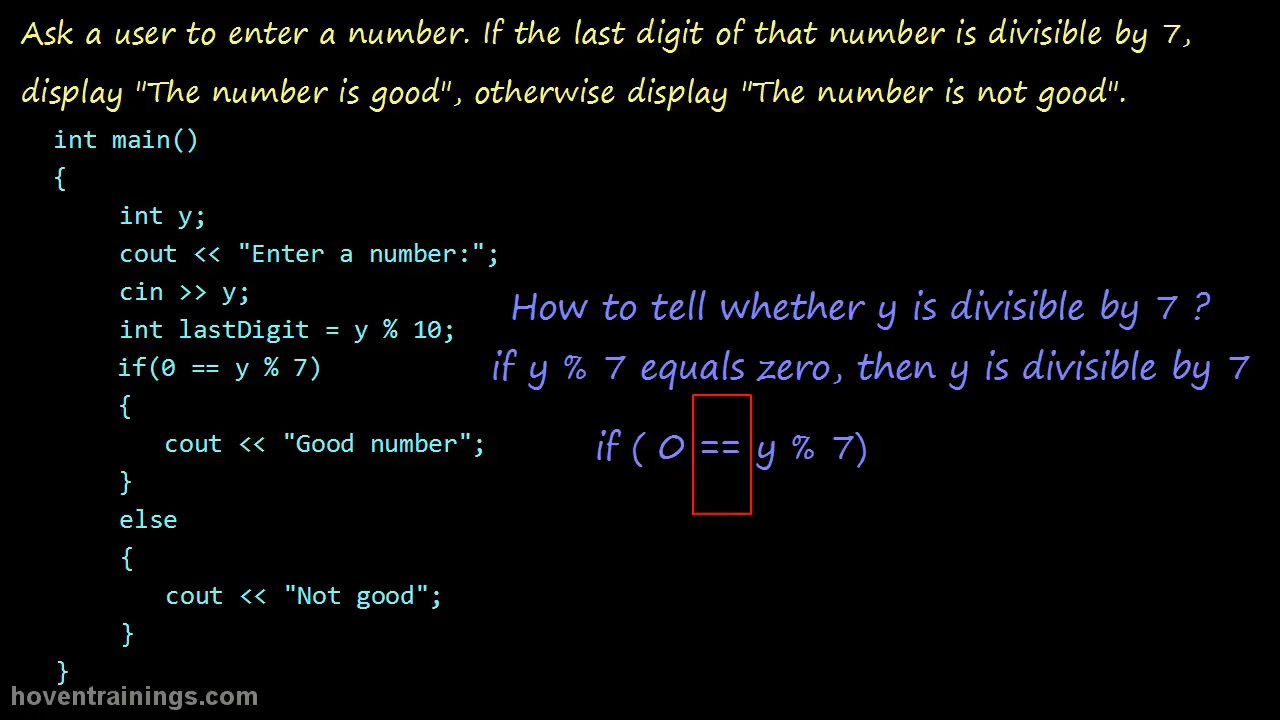 Ask a user to enter a number. If the last digit of that number is divisible by 7,
display "The number is good", otherwise display "The number is not good".
int main()
{
int y;
cout << "Enter a number:";
cin >> y;
int lastDigit = y % 10;
if(0 == y % 7)
{
cout << "Good number";
}
else
{
cout << "Not good";
}
}
How to tell whether y is divisible by 7 ?
if y % 7 equals zero, then y is divisible by 7
if ( 0 == y % 7)
hoventrainings.com